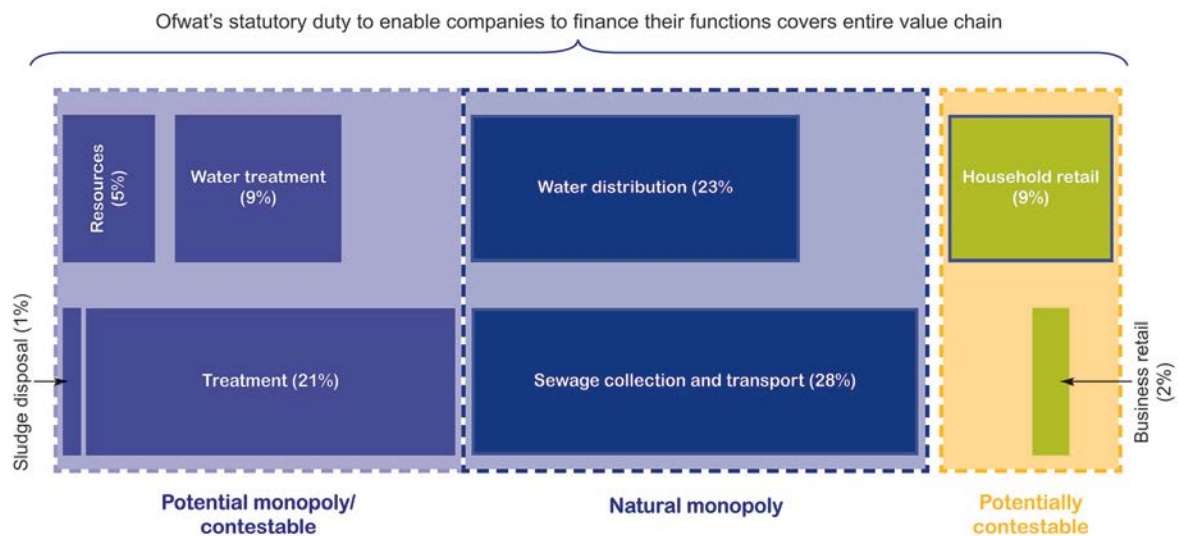 Ofwat's statutory duty to enable companies to finance their functions covers entire value chain
Resources
(5%)
Water treatment
(9%)
Water distribution (23%
Household retail
(9%)
Sludge disposal (1%)
Treatment (21%)
Sewage collection and transport (28%)
Business retail
(2%)
Potential monopoly/
contestable
Natural monopoly
Potentially
contestable